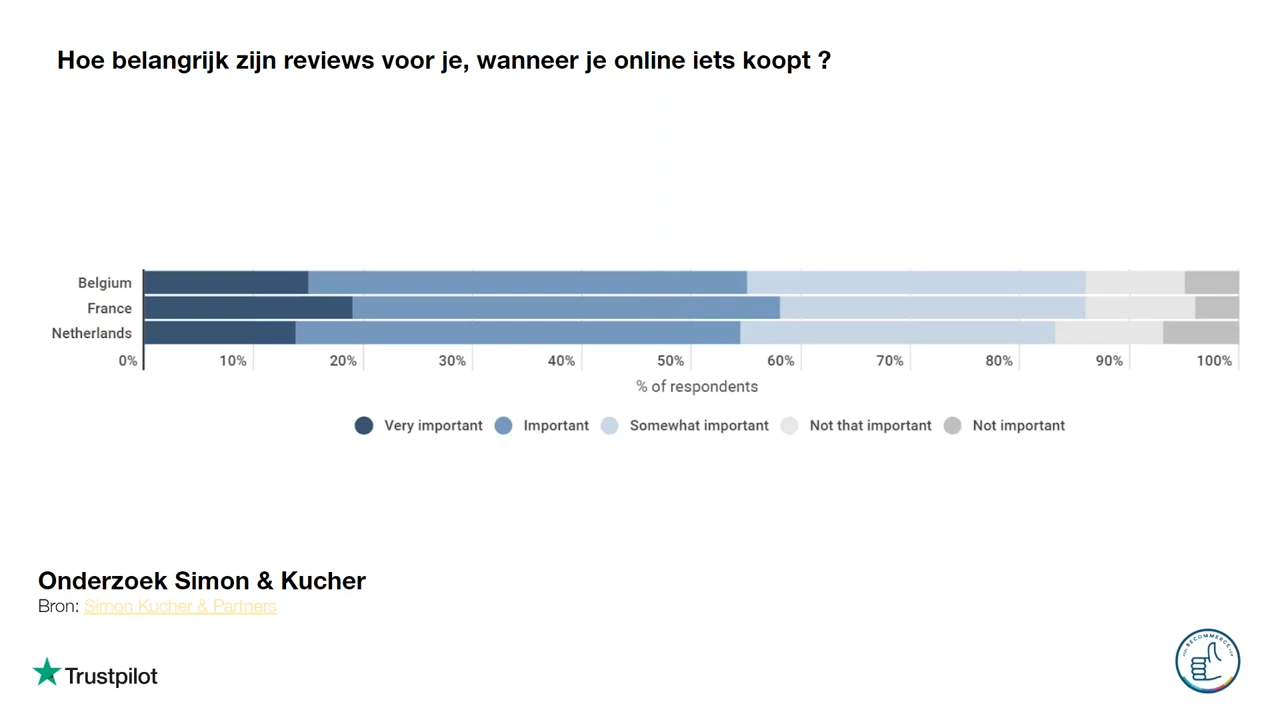 Hoe belangrijk zijn reviews voor je, wanneer je online iets koopt ?
Belgium
France
Netherlands
0% 10% 20% 30% 40% 50% 60% 70% 80% 90% 100%
% of respondents
Very important Important Somewhat important Not that important Not important
Onderzoek Simon & Kucher
Bron: Simon Kucher & Partners
Trustpilot
BECOMMERCE